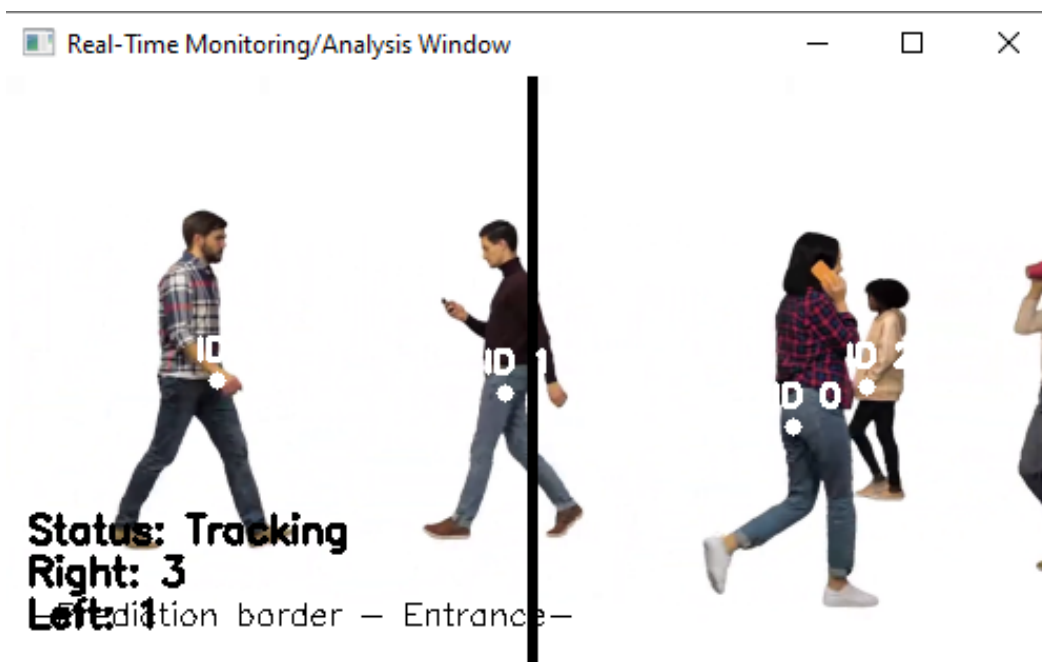 Real-Time Monitoring/Analysis Window
ID
ID 1
ID 2
ID 0
Status: Tracking
Right: 3
Left: 1
border - Entrance-